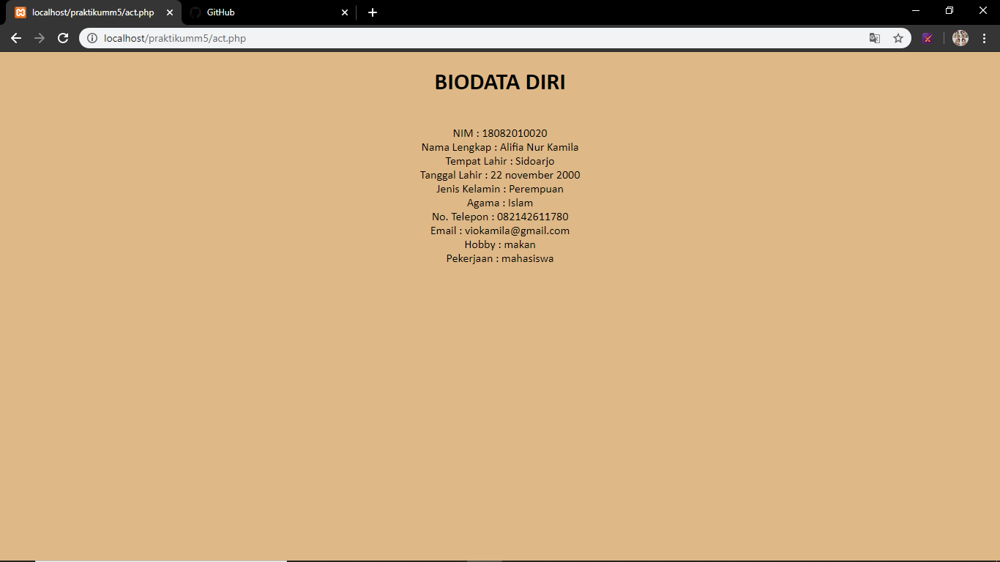 localhost/praktikumm5/act.php
GitHub
localhost/praktikumm5/act.php
BIODATA DIRI
NIM : 18082010020
Nama Lengkap : Alifia Nur Kamila
Tempat Lahir : Sidoarjo
Tanggal Lahir : 22 november 2000
Jenis Kelamin : Perempuan
Agama : Islam
No. Telepon : 082142611780
Email : viokamila@gmail.com
Hobby : makan
Pekerjaan : mahasiswa